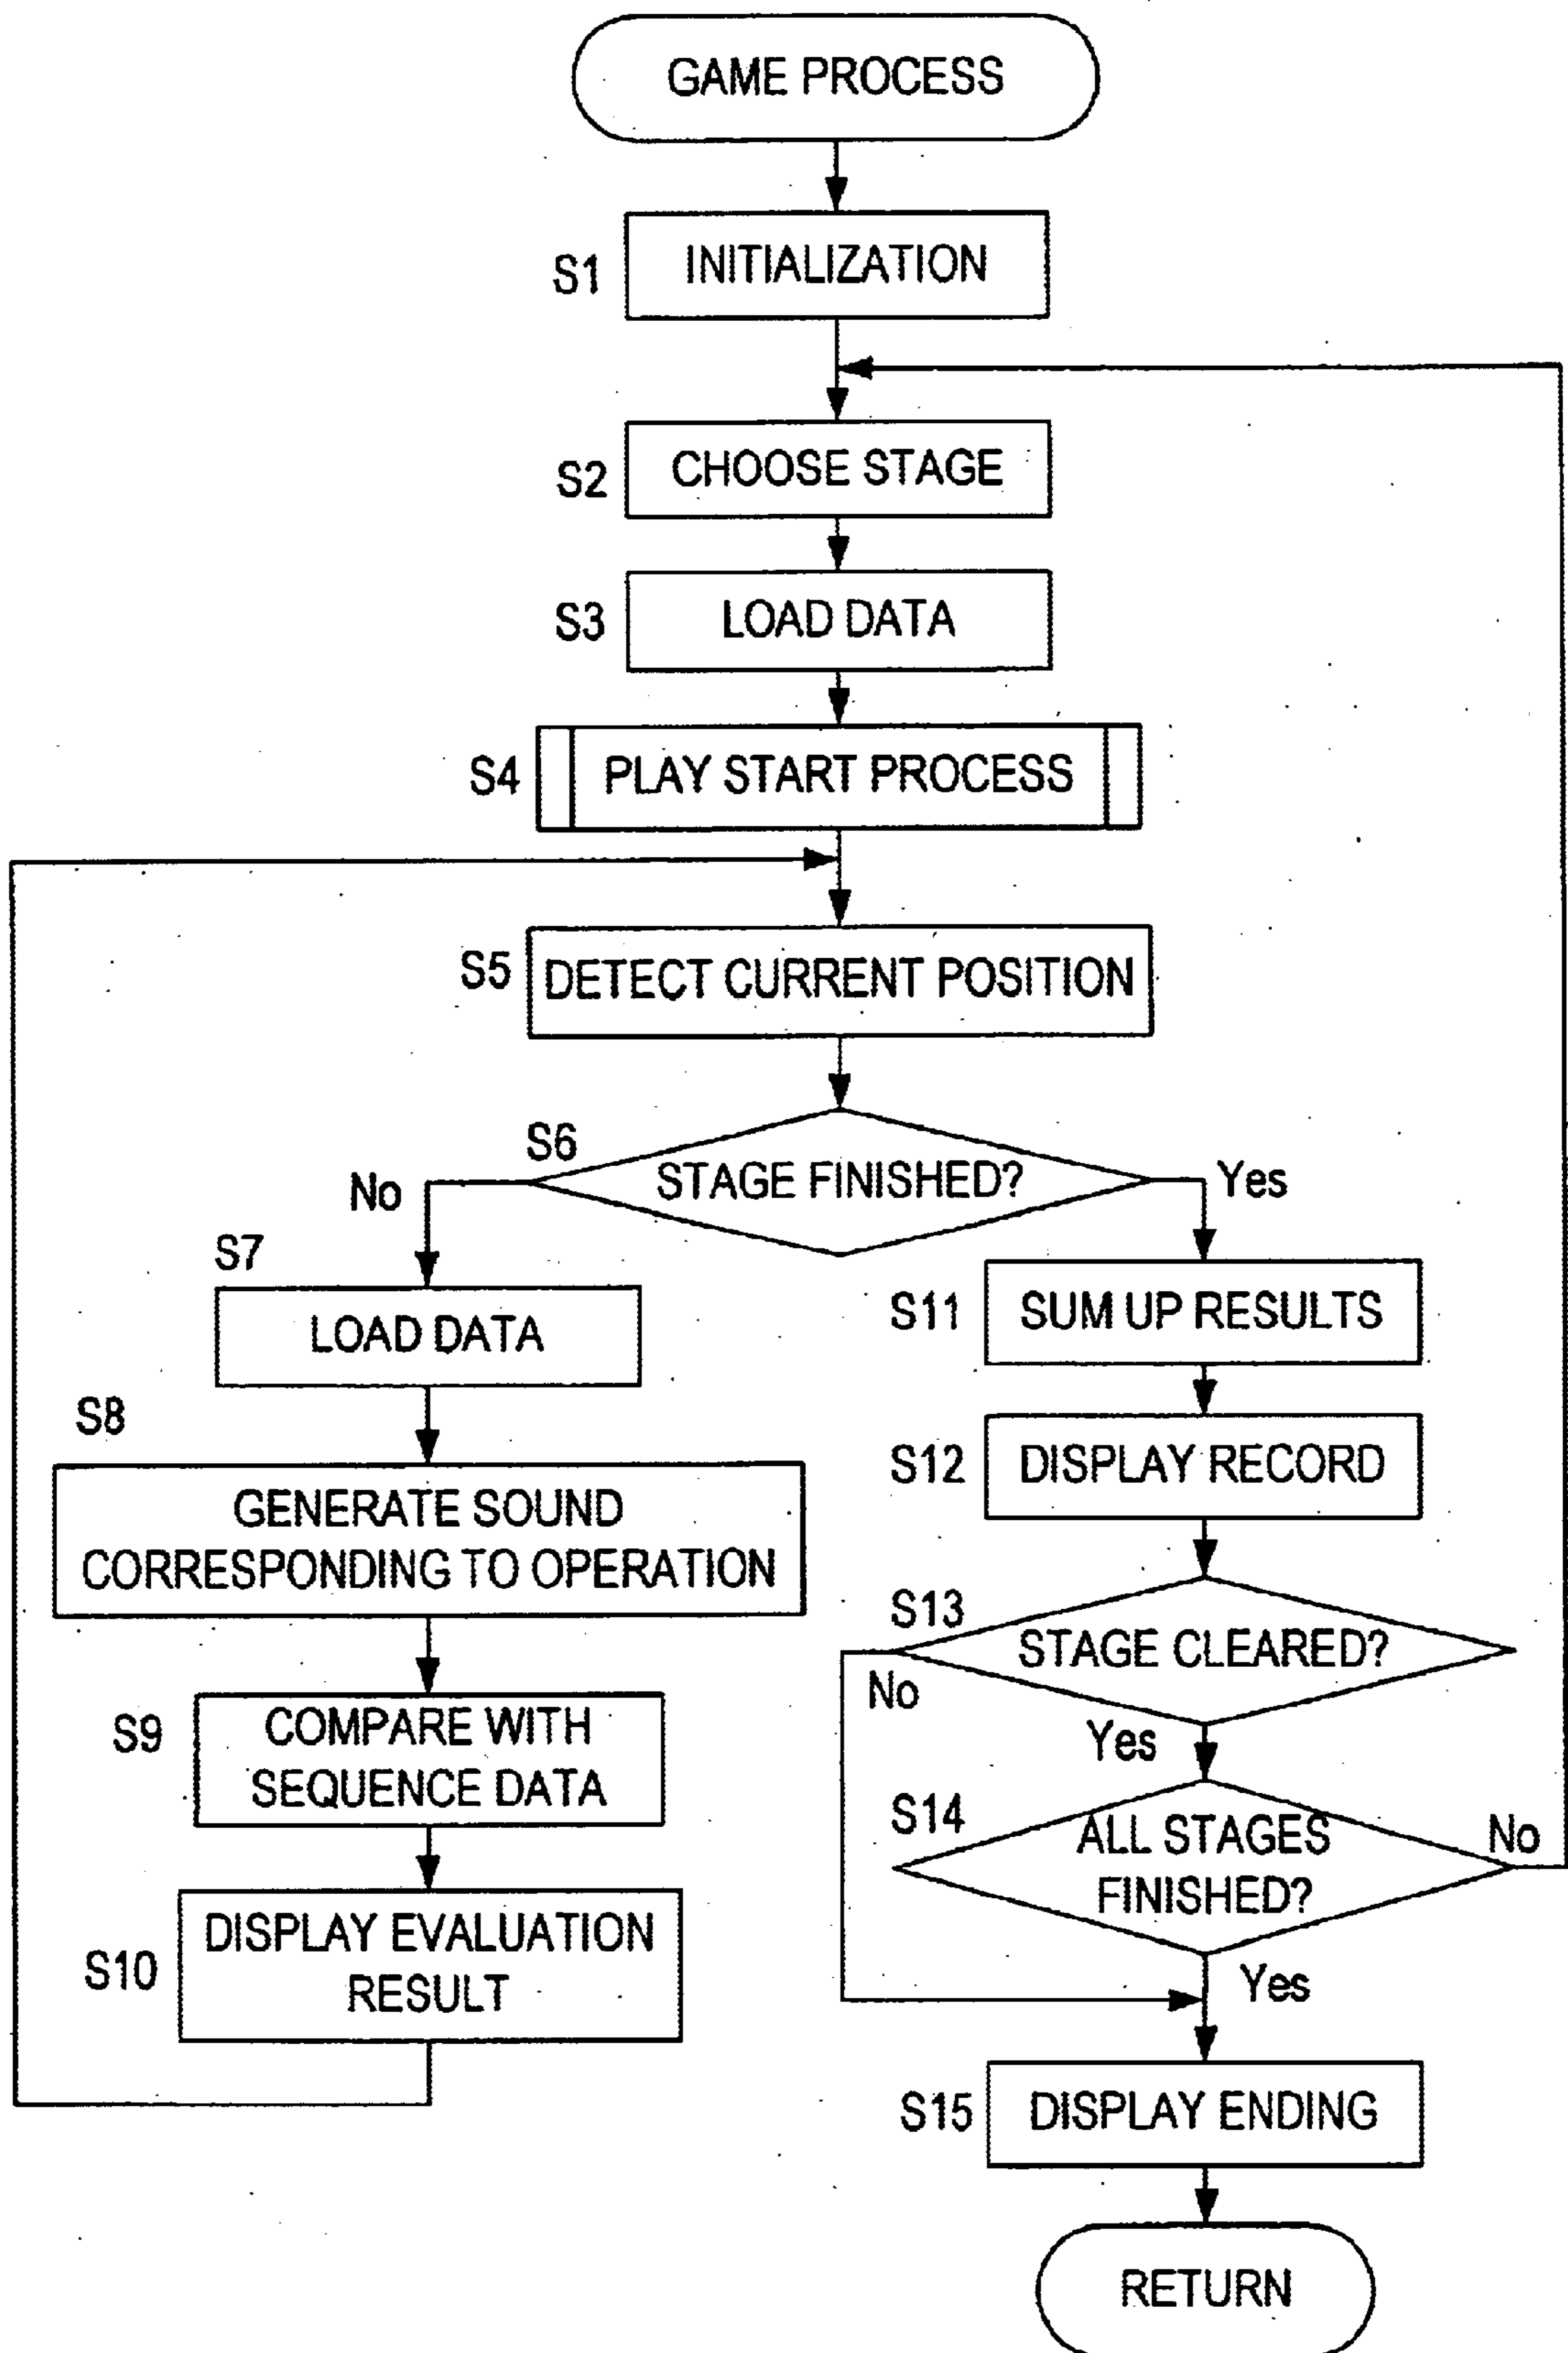 GAME PROCESS
S1
INITIALIZATION
S2
CHOOSE STAGE
S3
LOAD DATA
S4
PLAY START PROCESS
S5
DETECT CURRENT POSITION
S6
STAGE FINISHED?
No
Yes
S7
LOAD DATA
S8
GENERATE SOUND
CORRESPONDING TO OPERATION
S9
COMPARE WITH
SEQUENCE DATA
S10
DISPLAY EVALUATION
RESULT
S11
SUM UP RESULTS
S12
DISPLAY RECORD
S13
STAGE CLEARED?
No
Yes
S14
ALL STAGES
FINISHED?
No
Yes
S15
DISPLAY ENDING
RETURN